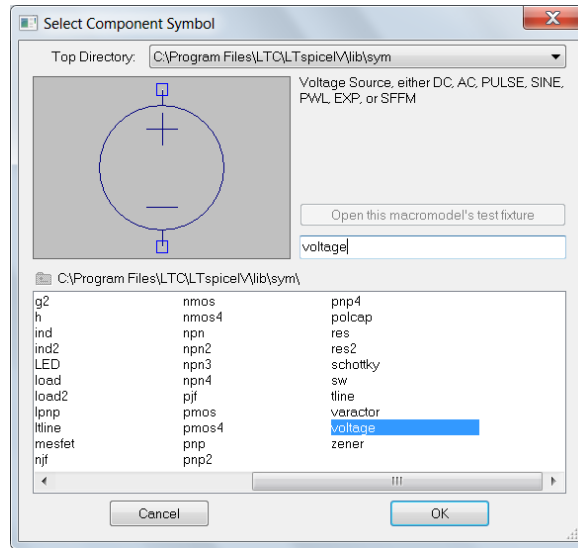 Select Component Symbol
Top Directory: C:\Program Files\LTC\LTspiceIV\lib\sym
Voltage Source, either DC, AC, PULSE, SINE,
PWL, EXP, or SFFM
Open this macromodel's test fixture
voltage
C:\Program Files\LTC\LTspiceIV\lib\sym\
g2 nmos pnp4
h nmos4 polcap
ind npn res
ind2 npn2 res2
LED npn3 schottky
load npn4 sw
load2 pjf tline
lpnp pmos varactor
ltline pmos4 voltage
mesfet pnp zener
njf pnp2
Cancel OK